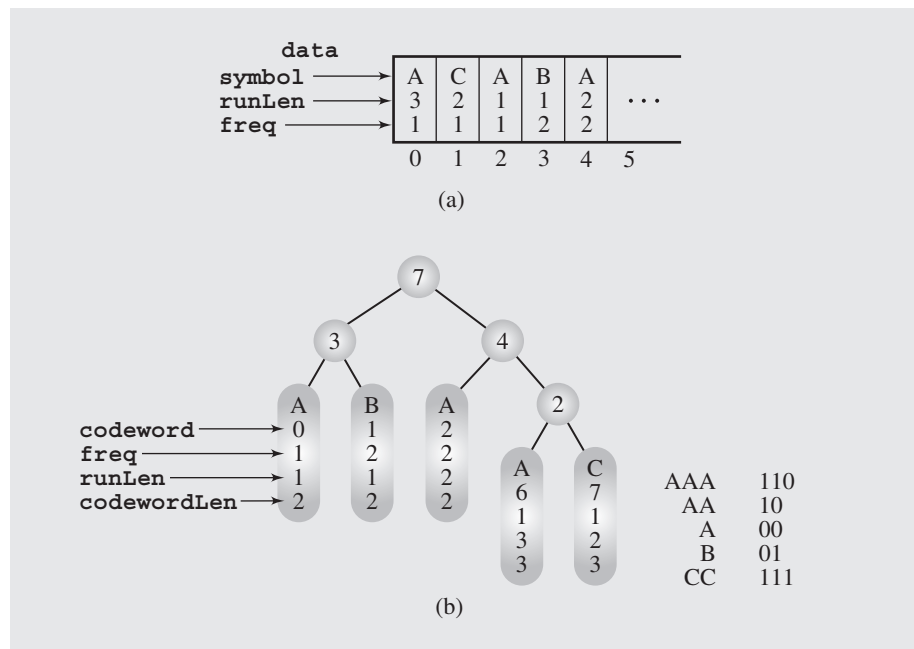 data
symbol A C A B A
runLen 3 2 1 1 2 ...
freq 1 1 1 2 2
0 1 2 3 4 5
(a)
7
3 4
A B A 2
codeword 0 1 2
freq 1 2 2
runLen 1 1 2
codewordLen 2 2 2
A C
6 7
1 1
3 2
3 3
AAA 110
AA 10
A 00
B 01
CC 111
(b)